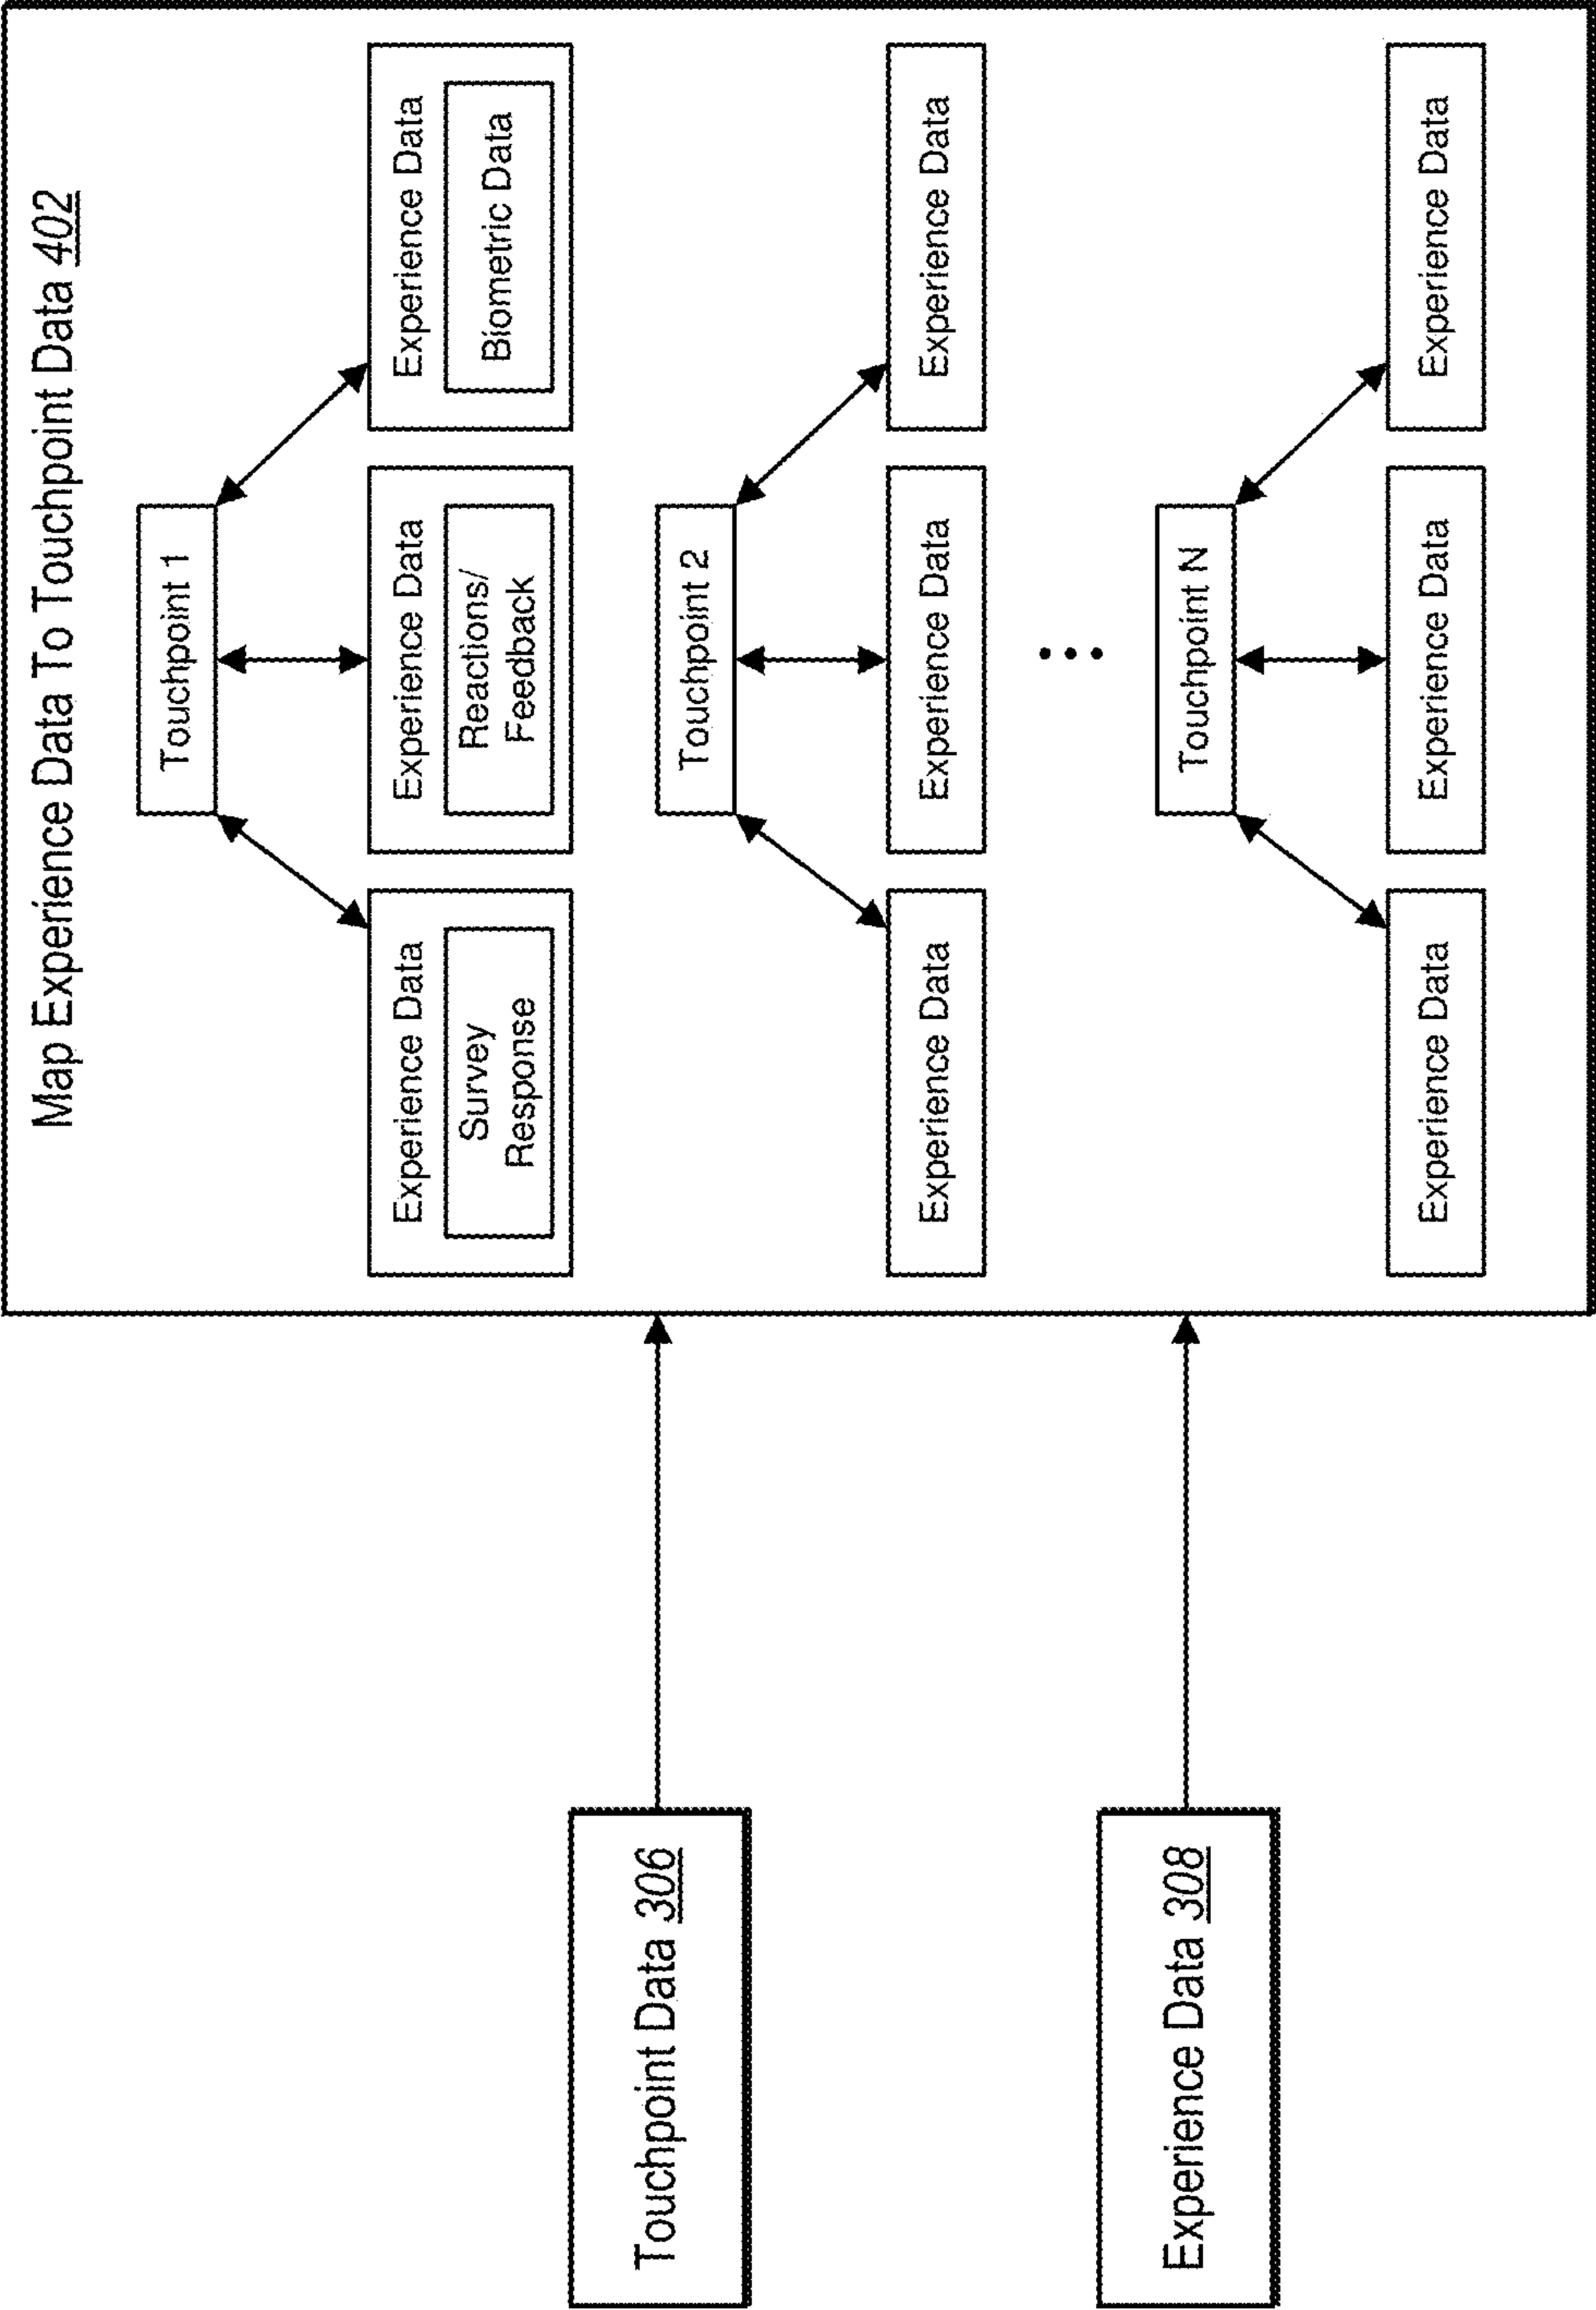 Touchpoint Data 306
Experience Data 308
Map Experience Data To Touchpoint Data 402
Touchpoint 1
Experience Data
Survey
Response
Experience Data
Reactions/
Feedback
Experience Data
Biometric Data
Touchpoint 2
Experience Data
Experience Data
Experience Data
Touchpoint N
Experience Data
Experience Data
Experience Data